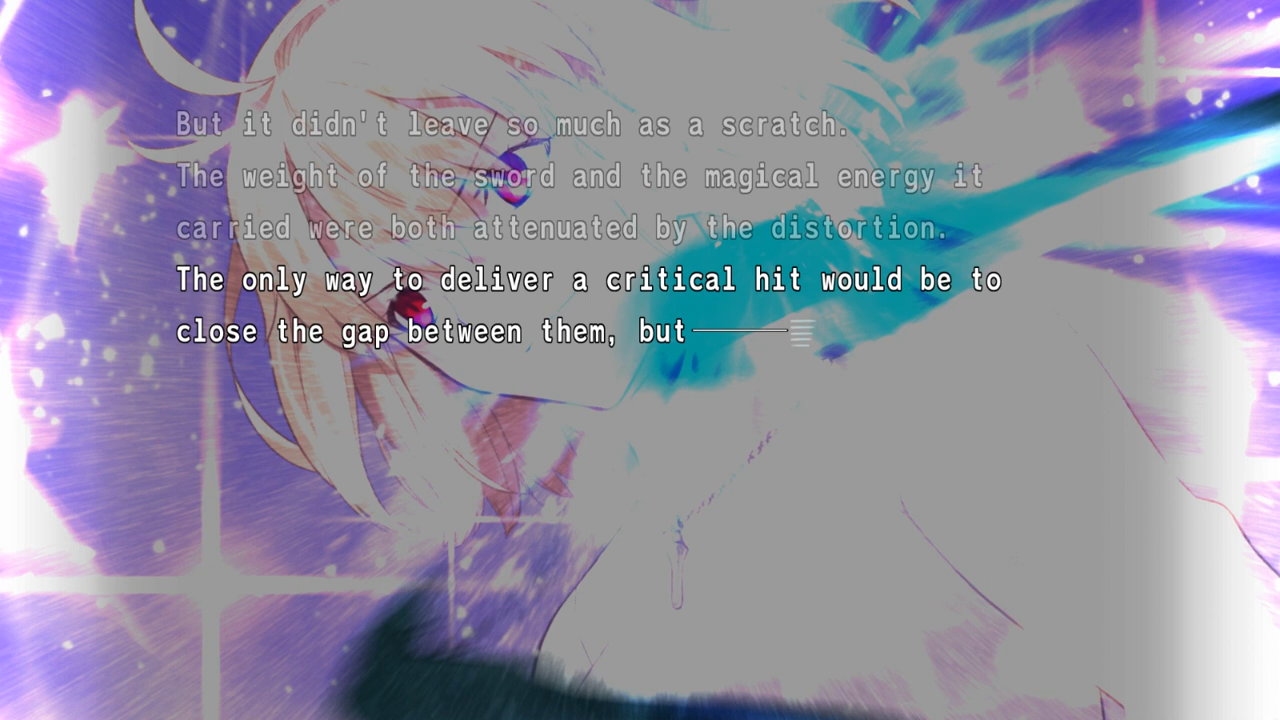 But it didn't leave so much as a scratch.
The weight of the sword and the magical energy it
carried were both attenuated by the distortion.
The only way to deliver a critical hit would be to
close the gap between them, but――――